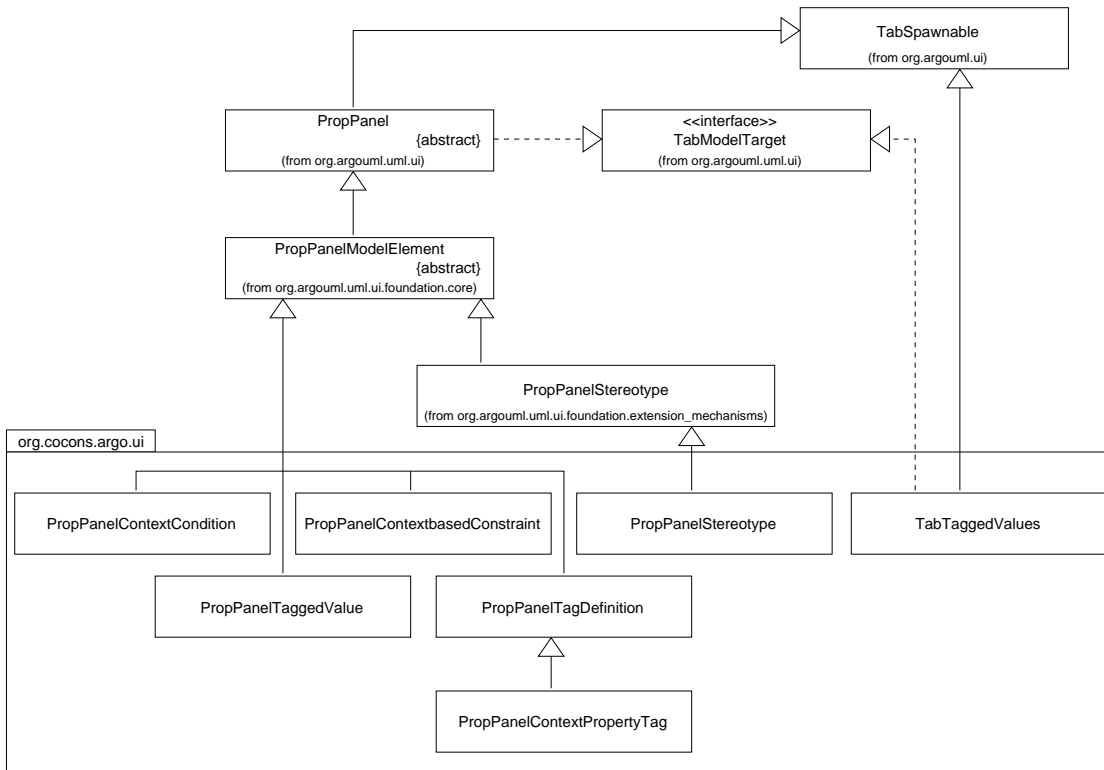 TabSpawnable
(from org.argouml.ui)
PropPanel
{abstract}
(from org.argouml.uml.ui)
<<interface>>
TabModelTarget
(from org.argouml.uml.ui)
PropPanelModelElement
{abstract}
(from org.argouml.uml.ui.foundation.core)
PropPanelStereotype
(from org.argouml.uml.ui.foundation.extension_mechanisms)
org.cocons.argo.ui
PropPanelContextCondition
PropPanelContextbasedConstraint
PropPanelStereotype
TabTaggedValues
PropPanelTaggedValue
PropPanelTagDefinition
PropPanelContextPropertyTag